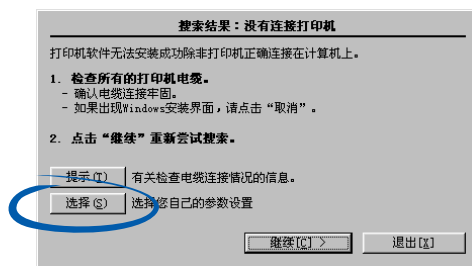 搜索结果：没有连接打印机
打印机软件无法安装成功除非打印机正确连接在计算机上。
1. 检查所有的打印机电缆。
- 确认电缆连接牢固。
- 如果出现Windows安装界面，请点击“取消”。
2. 点击“继续”重新尝试搜索。
提示(T) 有关检查电缆连接情况的信息。
选择(S) 选择您自己的参数设置
继续[C] > 退出[X]